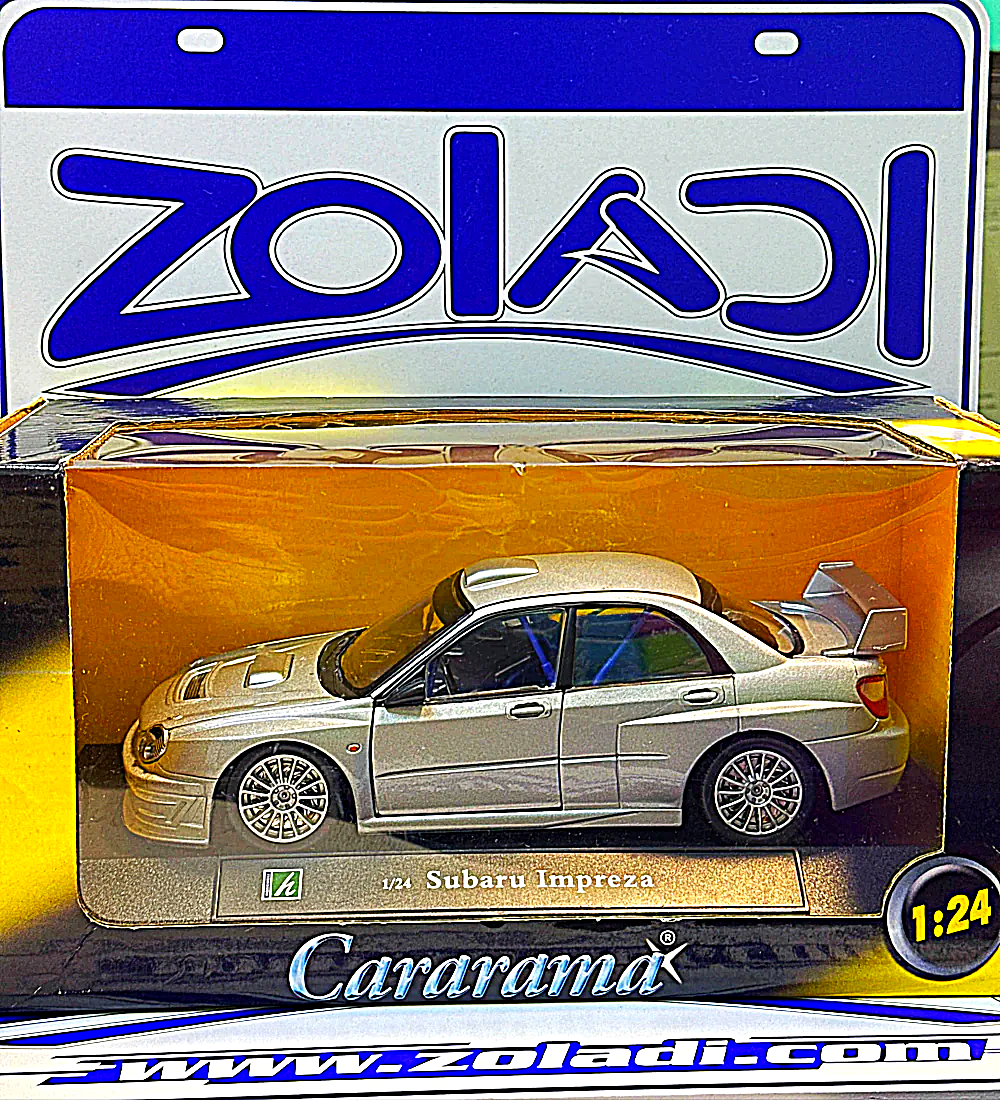 ZOLADI
h 1/24 Subaru Impreza
1:24
Cararama®
www.zoladi.com